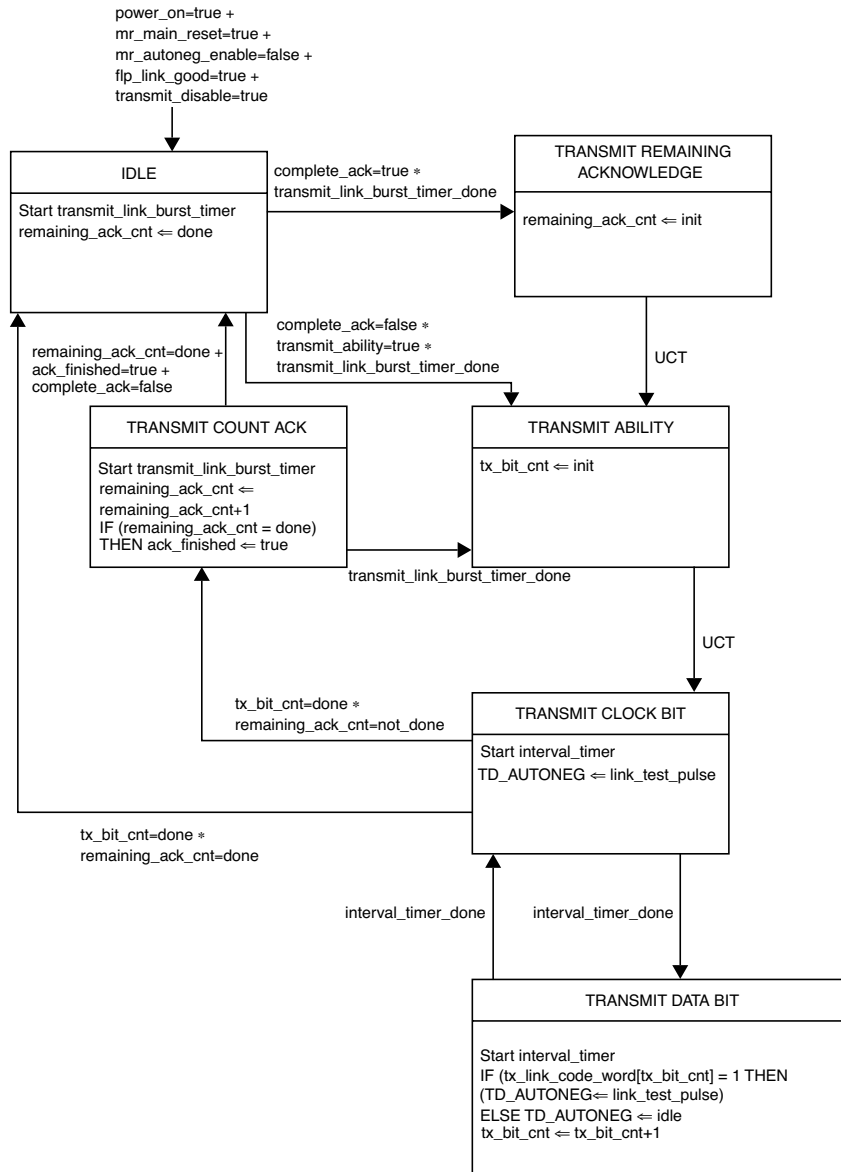 power_on=true +
mr_main_reset=true +
mr_autoneg_enable=false +
flp_link_good=true +
transmit_disable=true
IDLE
Start transmit_link_burst_timer
remaining_ack_cnt ⇐ done
complete_ack=true *
transmit_link_burst_timer_done
TRANSMIT REMAINING
ACKNOWLEDGE
remaining_ack_cnt ⇐ init
remaining_ack_cnt=done +
ack_finished=true +
complete_ack=false
complete_ack=false *
transmit_ability=true *
transmit_link_burst_timer_done
UCT
TRANSMIT COUNT ACK
Start transmit_link_burst_timer
remaining_ack_cnt ⇐
remaining_ack_cnt+1
IF (remaining_ack_cnt = done)
THEN ack_finished ⇐ true
TRANSMIT ABILITY
tx_bit_cnt ⇐ init
transmit_link_burst_timer_done
UCT
tx_bit_cnt=done *
remaining_ack_cnt=not_done
TRANSMIT CLOCK BIT
Start interval_timer
TD_AUTONEG ⇐ link_test_pulse
tx_bit_cnt=done *
remaining_ack_cnt=done
interval_timer_done
interval_timer_done
TRANSMIT DATA BIT
Start interval_timer
IF (tx_link_code_word[tx_bit_cnt] = 1 THEN
(TD_AUTONEG⇐ link_test_pulse)
ELSE TD_AUTONEG ⇐ idle
tx_bit_cnt ⇐ tx_bit_cnt+1